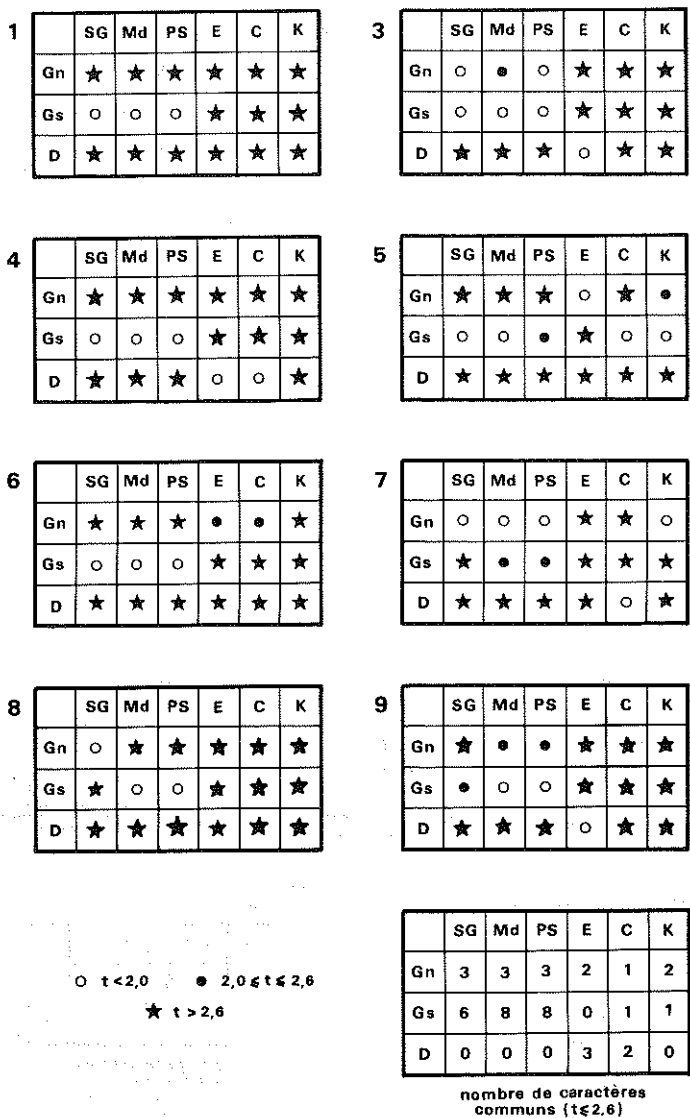 1
SG Md PS E C K
Gn ★ ★ ★ ★ ★ ★
Gs ○ ○ ○ ★ ★ ★
D ★ ★ ★ ★ ★ ★
3
SG Md PS E C K
Gn ○ ● ○ ★ ★ ★
Gs ○ ○ ○ ★ ★ ★
D ★ ★ ★ ○ ★ ★
4
SG Md PS E C K
Gn ★ ★ ★ ★ ★ ★
Gs ○ ○ ○ ★ ★ ★
D ★ ★ ★ ○ ○ ★
5
SG Md PS E C K
Gn ★ ★ ★ ○ ★ ●
Gs ○ ○ ● ★ ○ ○
D ★ ★ ★ ★ ★ ★
6
SG Md PS E C K
Gn ★ ★ ★ ● ● ★
Gs ○ ○ ○ ★ ★ ★
D ★ ★ ★ ★ ★ ★
7
SG Md PS E C K
Gn ○ ○ ○ ★ ★ ○
Gs ★ ● ● ★ ★ ★
D ★ ★ ★ ★ ○ ★
8
SG Md PS E C K
Gn ○ ★ ★ ★ ★ ★
Gs ★ ○ ○ ★ ★ ★
D ★ ★ ★ ★ ★ ★
9
SG Md PS E C K
Gn ★ ● ● ★ ★ ★
Gs ● ○ ○ ★ ★ ★
D ★ ★ ★ ○ ★ ★
○ t < 2,0 ● 2,0 ⩽ t ⩽ 2,6
★ t > 2,6
SG Md PS E C K
Gn 3 3 3 2 1 2
Gs 6 8 8 0 1 1
D 0 0 0 3 2 0
nombre de caractères
communs (t⩽2,6)